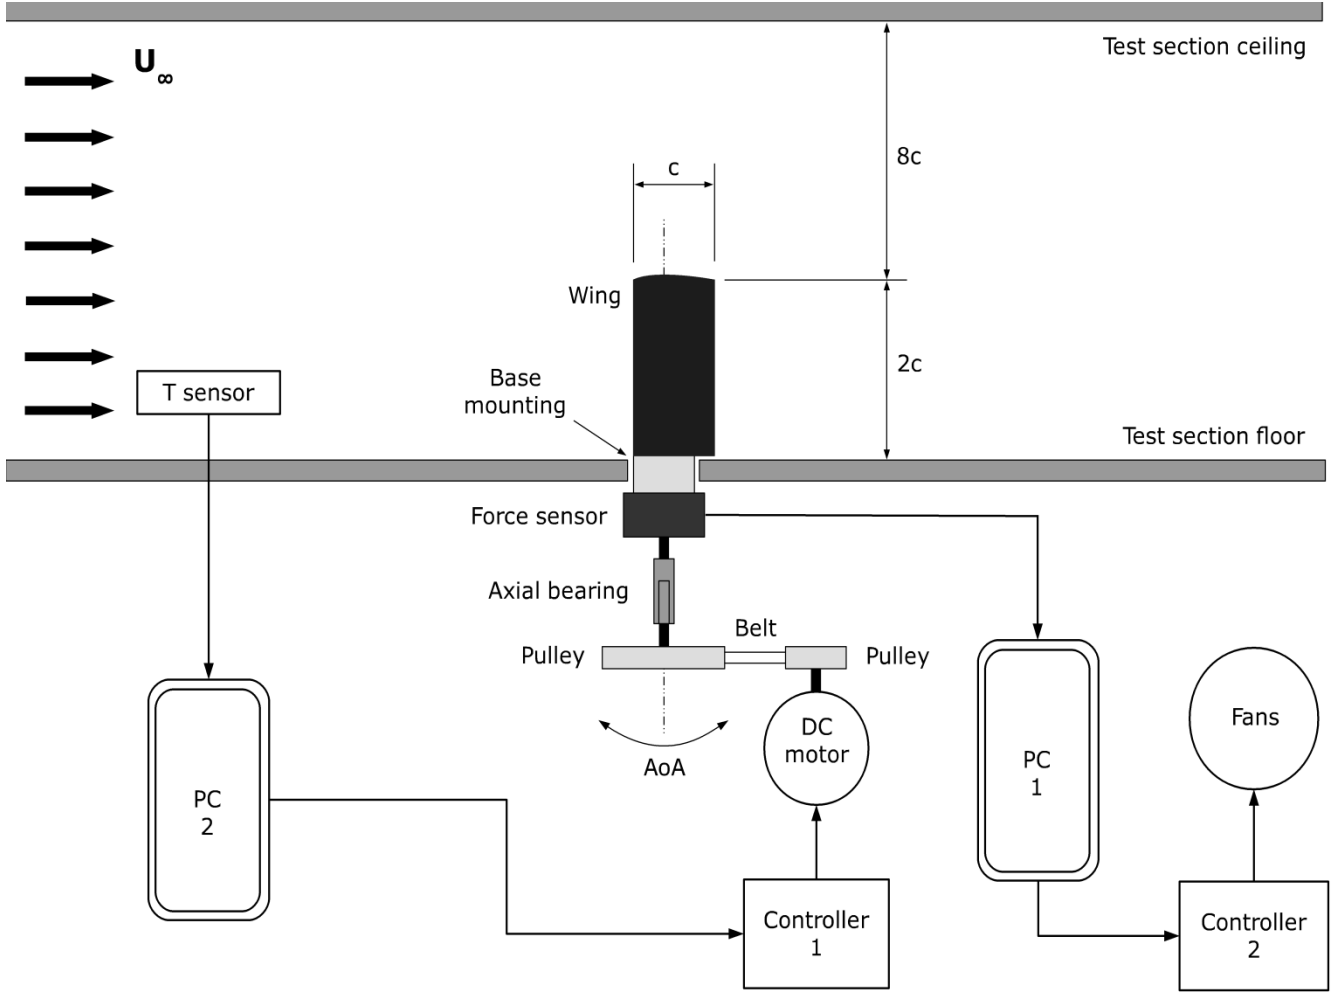 U∞
Test section ceiling
8c
c
Wing
2c
Base
mounting
T sensor
Test section floor
Force sensor
Axial bearing
Belt
Pulley
Pulley
DC
motor
AoA
PC
1
Fans
PC
2
Controller
1
Controller
2